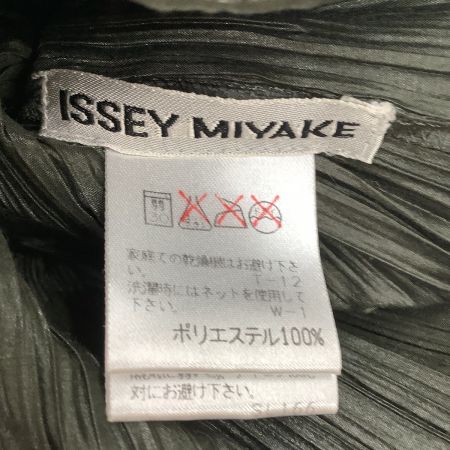 ISSEY MIYAKE
弱
30
家庭での乾燥機はお避け下さ
い。 T-12
洗濯時にはネットを使用して
下さい。 W-1
ポリエステル100%
対にお避け下さい。